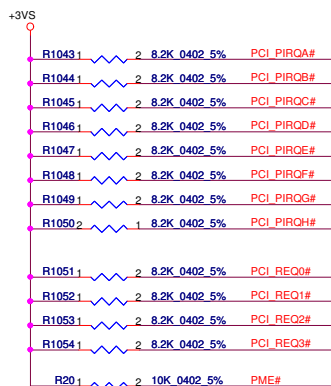 +3VS
R1043 1 2 8.2K_0402_5% PCI_PIRQA#
R1044 1 2 8.2K_0402_5% PCI_PIRQB#
R1045 1 2 8.2K_0402_5% PCI_PIRQC#
R1046 1 2 8.2K_0402_5% PCI_PIRQD#
R1047 1 2 8.2K_0402_5% PCI_PIRQE#
R1048 1 2 8.2K_0402_5% PCI_PIRQF#
R1049 1 2 8.2K_0402_5% PCI_PIRQG#
R1050 2 1 8.2K_0402_5% PCI_PIRQH#
R1051 1 2 8.2K_0402_5% PCI_REQ0#
R1052 1 2 8.2K_0402_5% PCI_REQ1#
R1053 1 2 8.2K_0402_5% PCI_REQ2#
R1054 1 2 8.2K_0402_5% PCI_REQ3#
R20 1 2 10K_0402_5% PME#